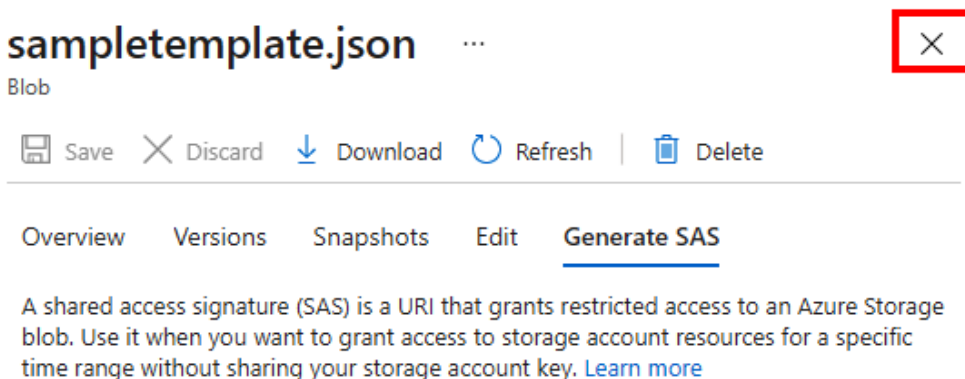 sampletemplate.json ...
Blob
Save Discard Download Refresh Delete
Overview Versions Snapshots Edit Generate SAS
A shared access signature (SAS) is a URI that grants restricted access to an Azure Storage
blob. Use it when you want to grant access to storage account resources for a specific
time range without sharing your storage account key. Learn more